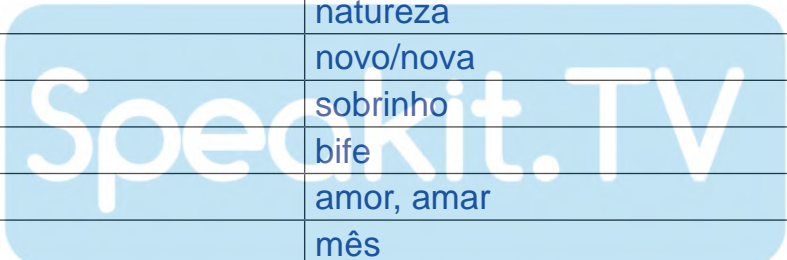 natureza
novo/nova
sobrinho
bife
amor, amar
mês
Speakit.TV